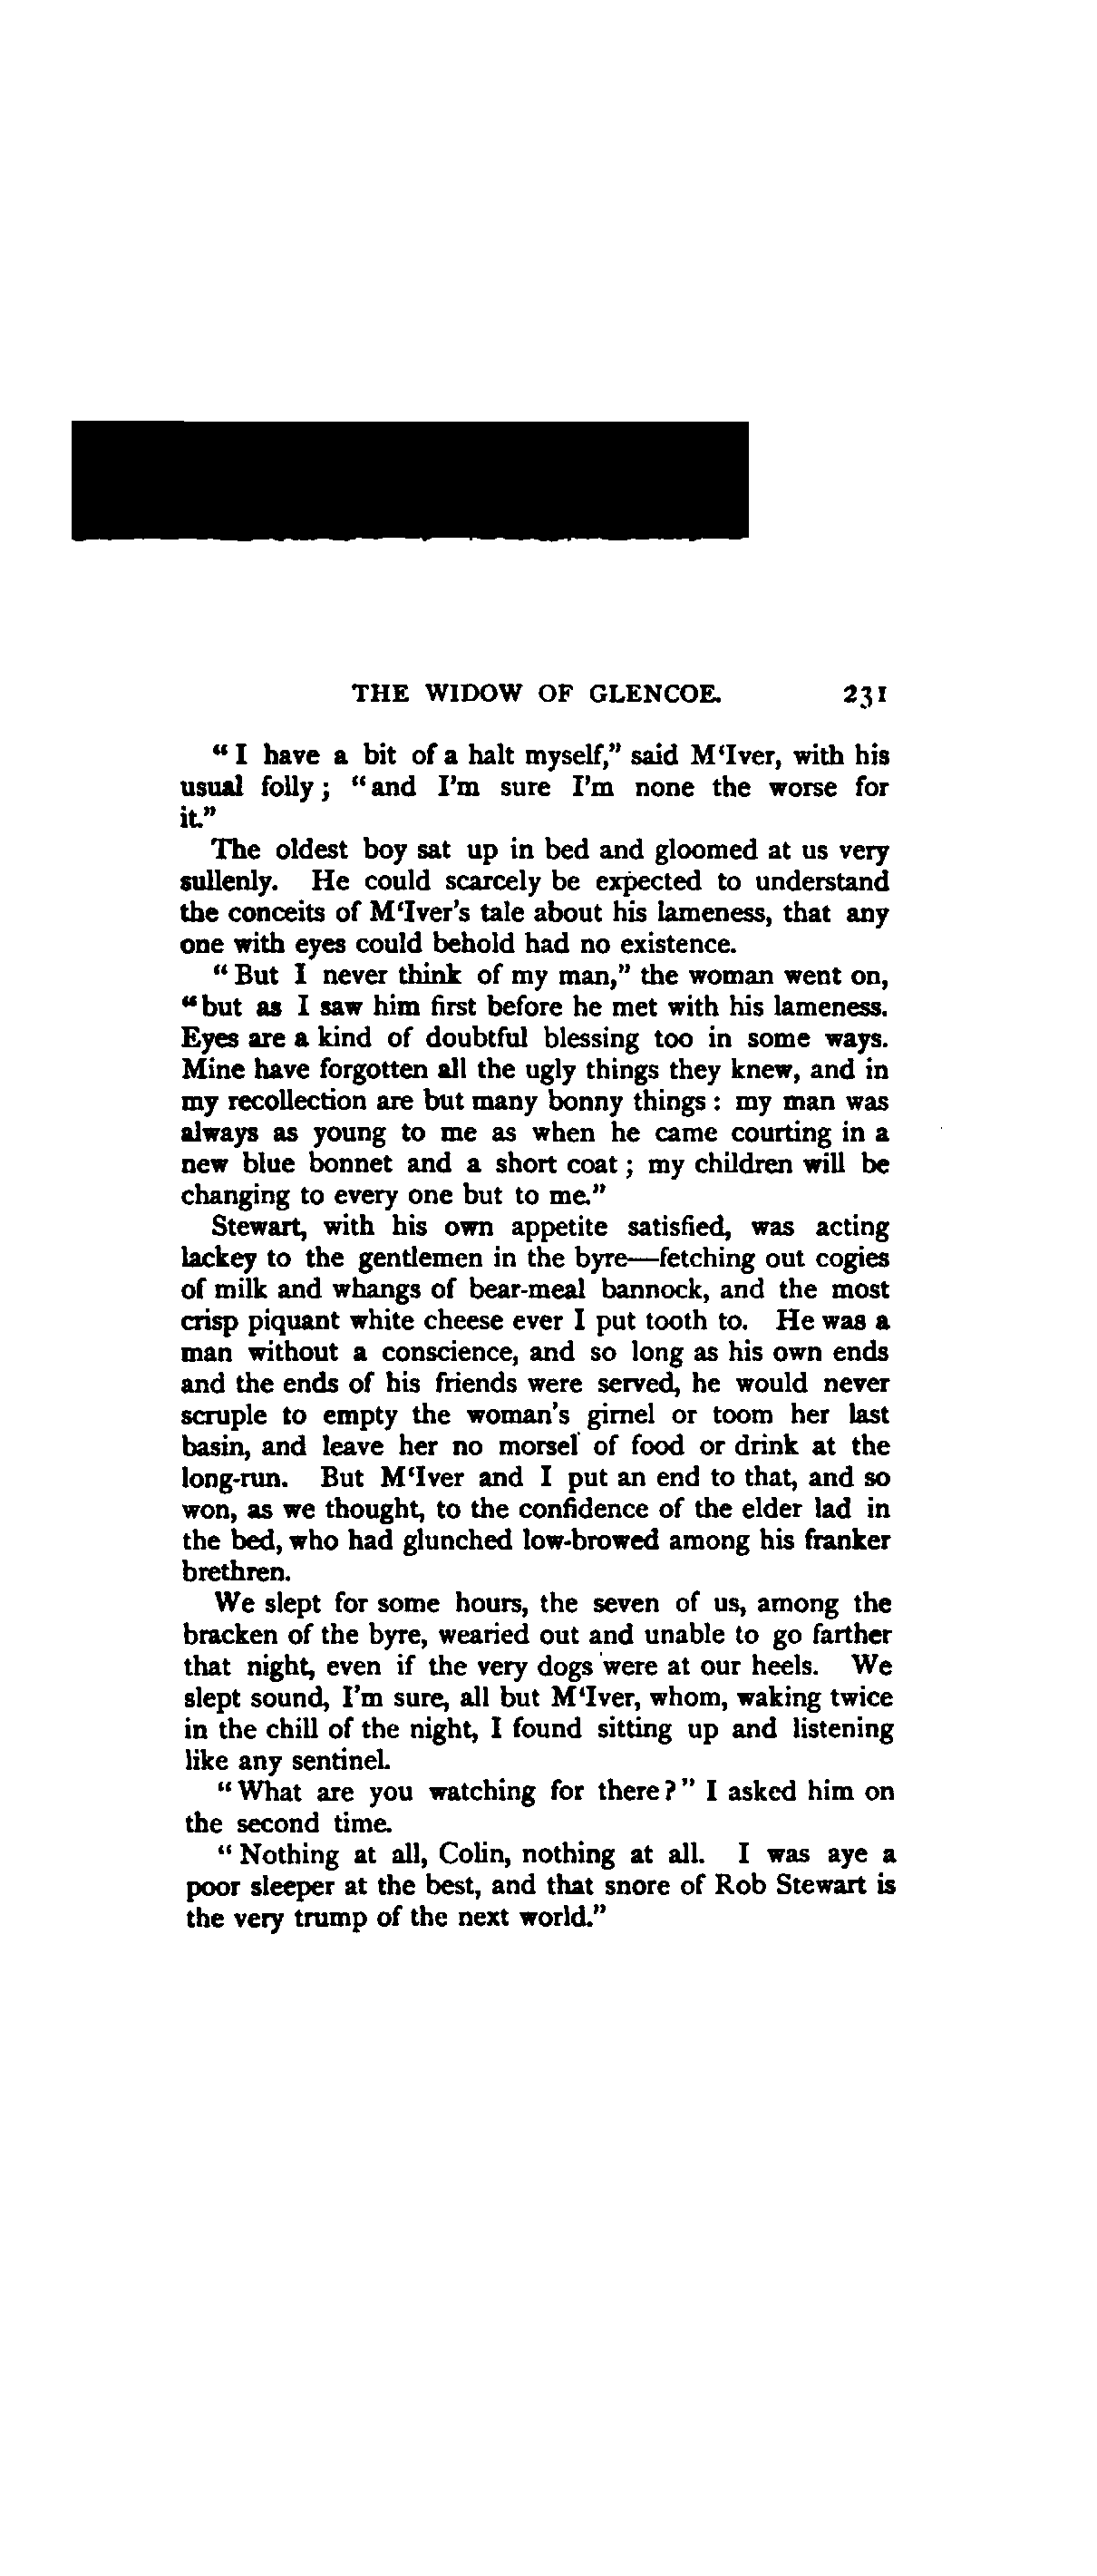 THE WIDOW OF GLENCOE. 231
“I have a bit of a halt myself,” said M‘Iver, with his
usual folly; “and I'm sure I'm none the worse for
it.”
The oldest boy sat up in bed and gloomed at us very
sullenly. He could scarcely be expected to understand
the conceits of M‘Iver's tale about his lameness, that any
one with eyes could behold had no existence.
“But I never think of my man,” the woman went on,
“but as I saw him first before he met with his lameness.
Eyes are a kind of doubtful blessing too in some ways.
Mine have forgotten all the ugly things they knew, and in
my recollection are but many bonny things: my man was
always as young to me as when he came courting in a
new blue bonnet and a short coat; my children will be
changing to every one but to me.”
Stewart, with his own appetite satisfied, was acting
lackey to the gentlemen in the byre—fetching out cogies
of milk and whangs of bear-meal bannock, and the most
crisp piquant white cheese ever I put tooth to. He was a
man without a conscience, and so long as his own ends
and the ends of his friends were served, he would never
scruple to empty the woman's girnel or toom her last
basin, and leave her no morsel of food or drink at the
long-run. But M‘Iver and I put an end to that, and so
won, as we thought, to the confidence of the elder lad in
the bed, who had glunched low-browed among his franker
brethren.
We slept for some hours, the seven of us, among the
bracken of the byre, wearied out and unable to go farther
that night, even if the very dogs were at our heels. We
slept sound, I'm sure, all but M‘Iver, whom, waking twice
in the chill of the night, I found sitting up and listening
like any sentinel.
“What are you watching for there?” I asked him on
the second time.
“Nothing at all, Colin, nothing at all. I was aye a
poor sleeper at the best, and that snore of Rob Stewart is
the very trump of the next world.”